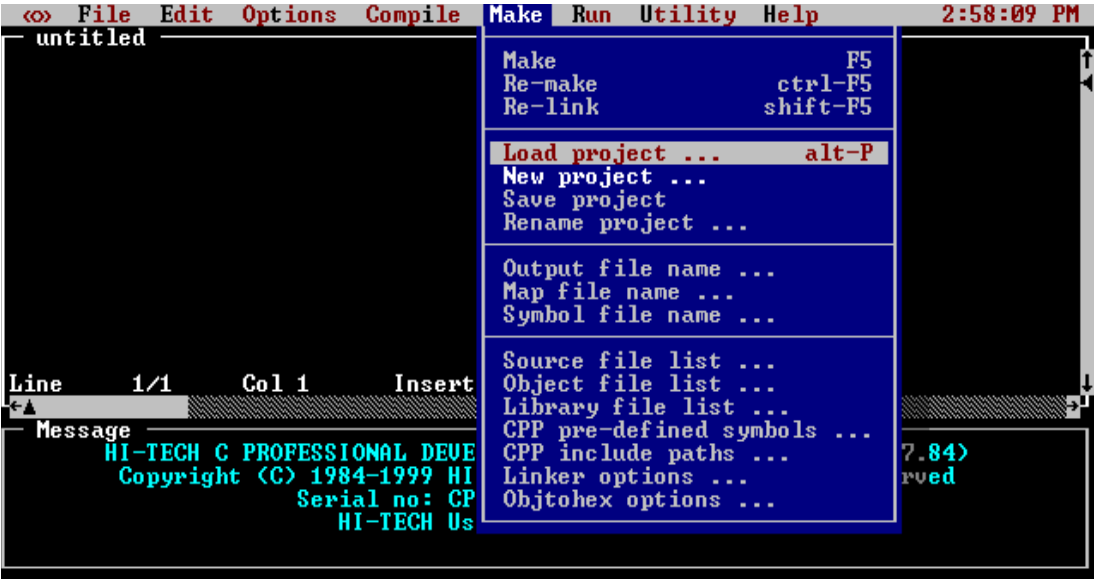 <> File Edit Options Compile Make Run Utility Help 2:58:09 PM
untitled
Make F5
Re-make ctrl-F5
Re-link shift-F5
Load project ... alt-P
New project ...
Save project
Rename project ...
Output file name ...
Map file name ...
Symbol file name ...
Source file list ...
Object file list ...
Library file list ...
CPP pre-defined symbols ...
CPP include paths ...
Linker options ...
Objtohex options ...
Line 1/1 Col 1 Insert
Message
HI-TECH C PROFESSIONAL DEVE 7.84)
Copyright (C) 1984-1999 HI rved
Serial no: CP
HI-TECH Us